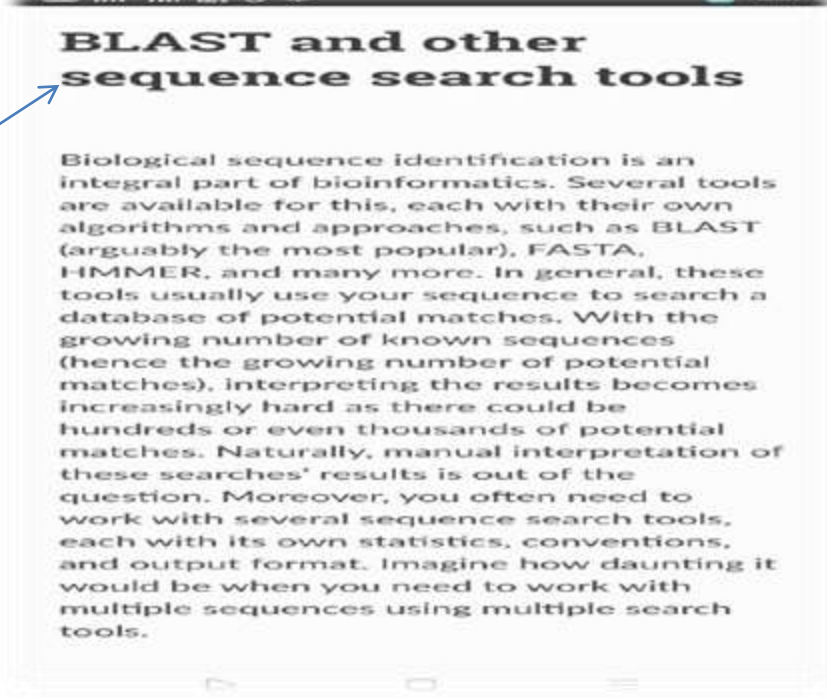 BLAST and other
sequence search tools
Biological sequence identification is an
integral part of bioinformatics. Several tools
are available for this, each with their own
algorithms and approaches, such as BLAST
(arguably the most popular), FASTA,
HMMER, and many more. In general, these
tools usually use your sequence to search a
database of potential matches. With the
growing number of known sequences
(hence the growing number of potential
matches), interpreting the results becomes
increasingly hard as there could be
hundreds or even thousands of potential
matches. Naturally, manual interpretation of
these searches' results is out of the
question. Moreover, you often need to
work with several sequence search tools,
each with its own statistics, conventions,
and output format. Imagine how daunting it
would be when you need to work with
multiple sequences using multiple search
tools.